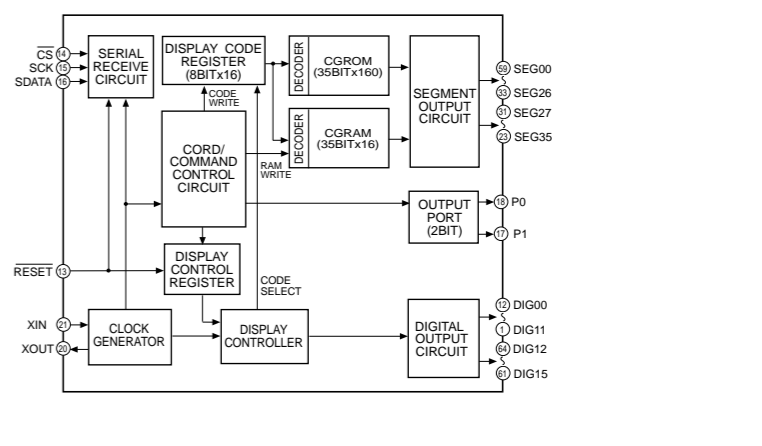 CS
14
SCK
15
SDATA
16
SERIAL
RECEIVE
CIRCUIT
DISPLAY CODE
REGISTER
(8BITx16)
CODE
WRITE
DECODER
CGROM
(35BITx160)
DECODER
CGRAM
(35BITx16)
SEGMENT
OUTPUT
CIRCUIT
59
SEG00
33
SEG26
31
SEG27
23
SEG35
CORD/
COMMAND
CONTROL
CIRCUIT
RAM
WRITE
OUTPUT
PORT
(2BIT)
18
P0
17
P1
RESET
13
DISPLAY
CONTROL
REGISTER
CODE
SELECT
XIN
21
XOUT
20
CLOCK
GENERATOR
DISPLAY
CONTROLLER
DIGITAL
OUTPUT
CIRCUIT
12
DIG00
1
DIG11
64
DIG12
61
DIG15